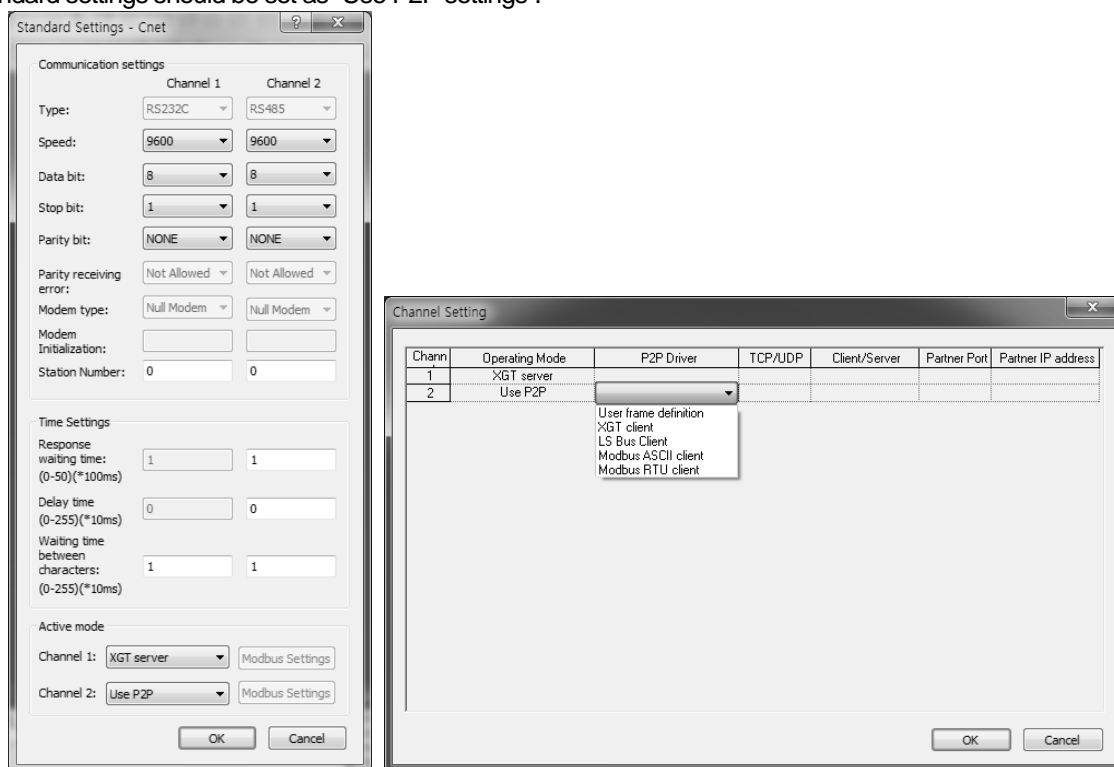 ndard settings should be set as "Use P2P settings".
Standard Settings - Cnet
Communication settings
Channel 1 Channel 2
Type: RS232C RS485
Speed: 9600 9600
Data bit: 8 8
Stop bit: 1 1
Parity bit: NONE NONE
Parity receiving
error: Not Allowed Not Allowed
Modem type: Null Modem Null Modem
Modem
Initialization:
Station Number: 0 0
Time Settings
Response
waiting time: 1 1
(0-50)(*100ms)
Delay time 0 0
(0-255)(*10ms)
Waiting time
between
characters: 1 1
(0-255)(*10ms)
Active mode
Channel 1: XGT server Modbus Settings
Channel 2: Use P2P Modbus Settings
OK Cancel
Channel Setting
Chann Operating Mode P2P Driver TCP/UDP Client/Server Partner Port Partner IP address
1 XGT server
2 Use P2P
User frame definition
XGT client
LS Bus Client
Modbus ASCII client
Modbus RTU client
OK Cancel